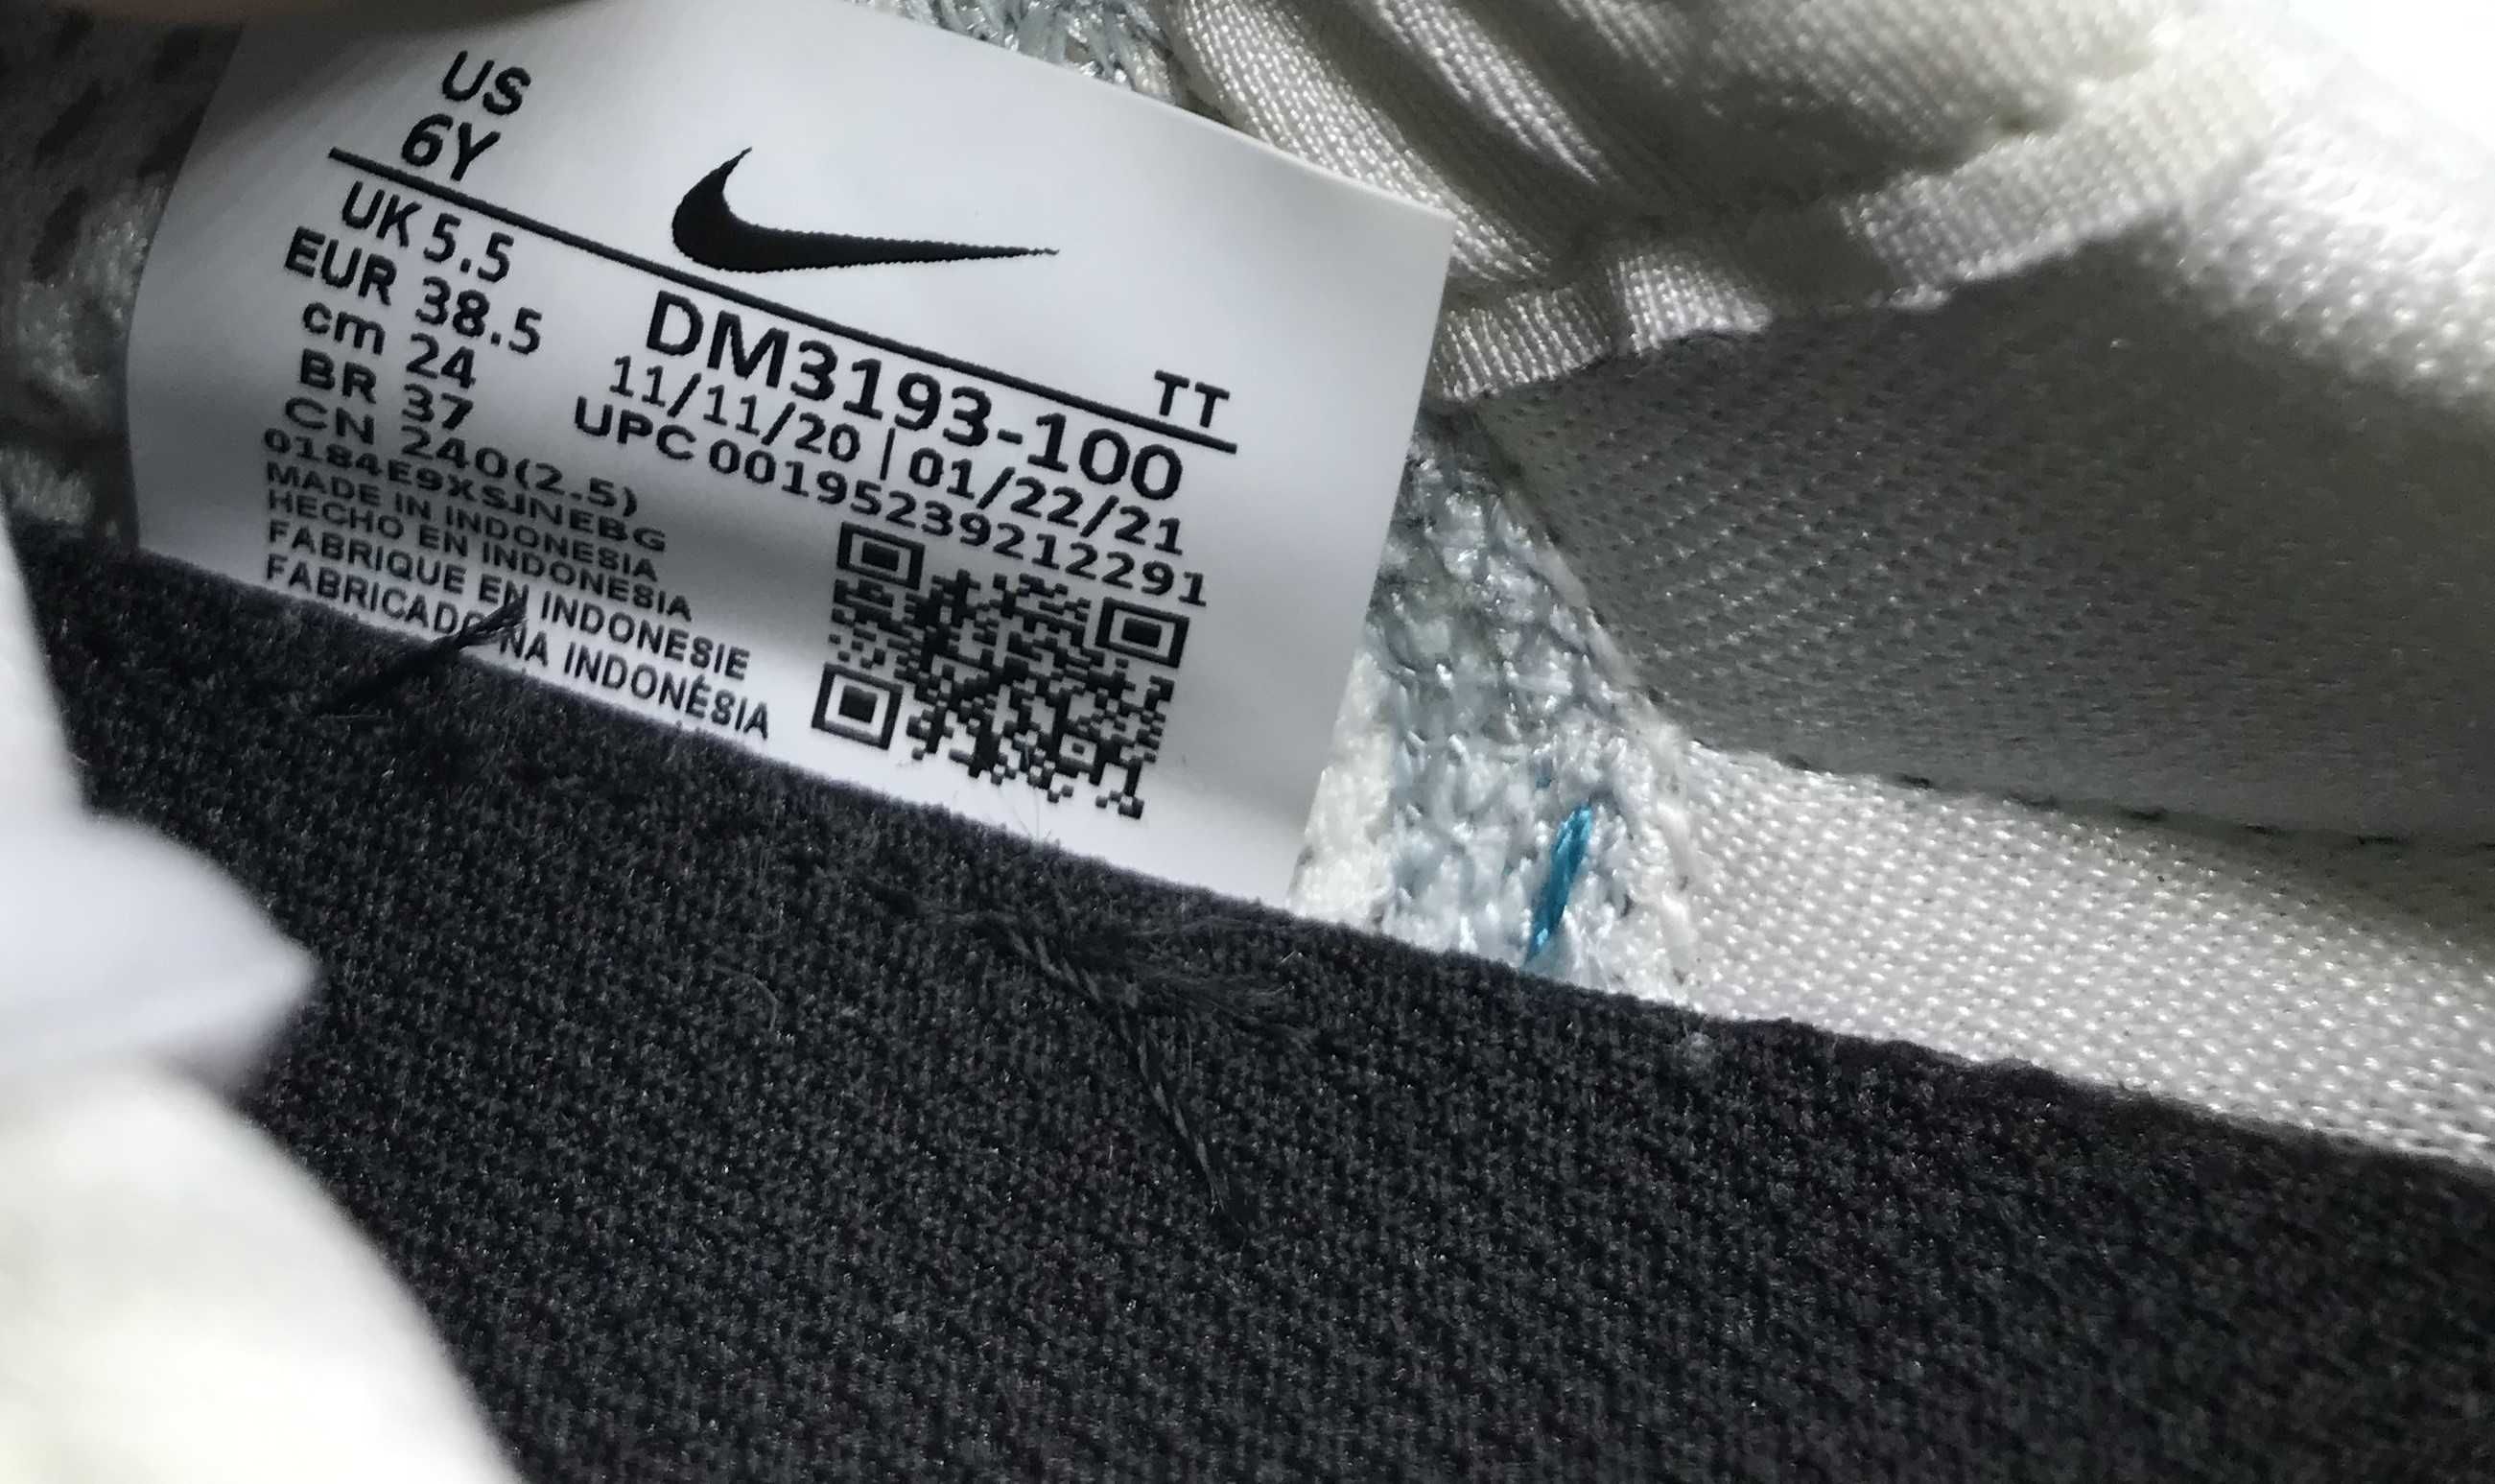 US
6Y
TT
UK 5.5
EUR 38.5
cm 24
BR 37
CN 240(2.5)
0184E9XSJNEBG
MADE IN INDONESIA
HECHO EN INDONESIA
FABRIQUE EN INDONESIE
FABRICADO NA INDONÉSIA
DM3193-100
11/11/20 | 01/22/21
UPC 00195239212291